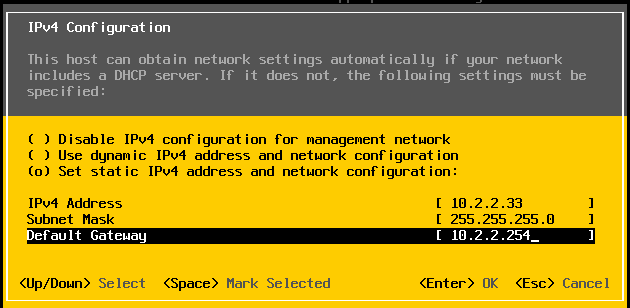 IPv4 Configuration
This host can obtain network settings automatically if your network
includes a DHCP server. If it does not, the following settings must be
specified:
( ) Disable IPv4 configuration for management network
( ) Use dynamic IPv4 address and network configuration
(o) Set static IPv4 address and network configuration:
IPv4 Address [ 10.2.2.33 ]
Subnet Mask [ 255.255.255.0 ]
Default Gateway [ 10.2.2.254_ ]
<Up/Down> Select <Space> Mark Selected <Enter> OK <Esc> Cancel